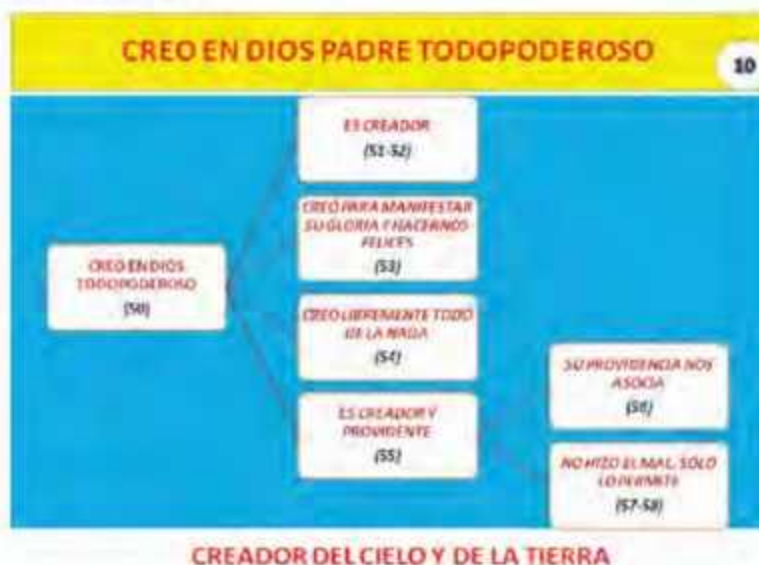 CREO EN DIOS PADRE TODOPODEROSO
10
ES CREADOR
(51-52)
CREÓ PARA MANIFESTAR
SU GLORIA Y HACERNOS
FELICES
(53)
CREO EN DIOS
TODOPODEROSO
(50)
CREO LIBREMENTE TODO
DE LA NADA
(54)
ES CREADOR Y
PROVIDENTE
(55)
SU PROVIDENCIA NOS
ASOCIA
(56)
NO HIZO EL MAL, SÓLO
LO PERMITE
(57-58)
CREADOR DEL CIELO Y DE LA TIERRA